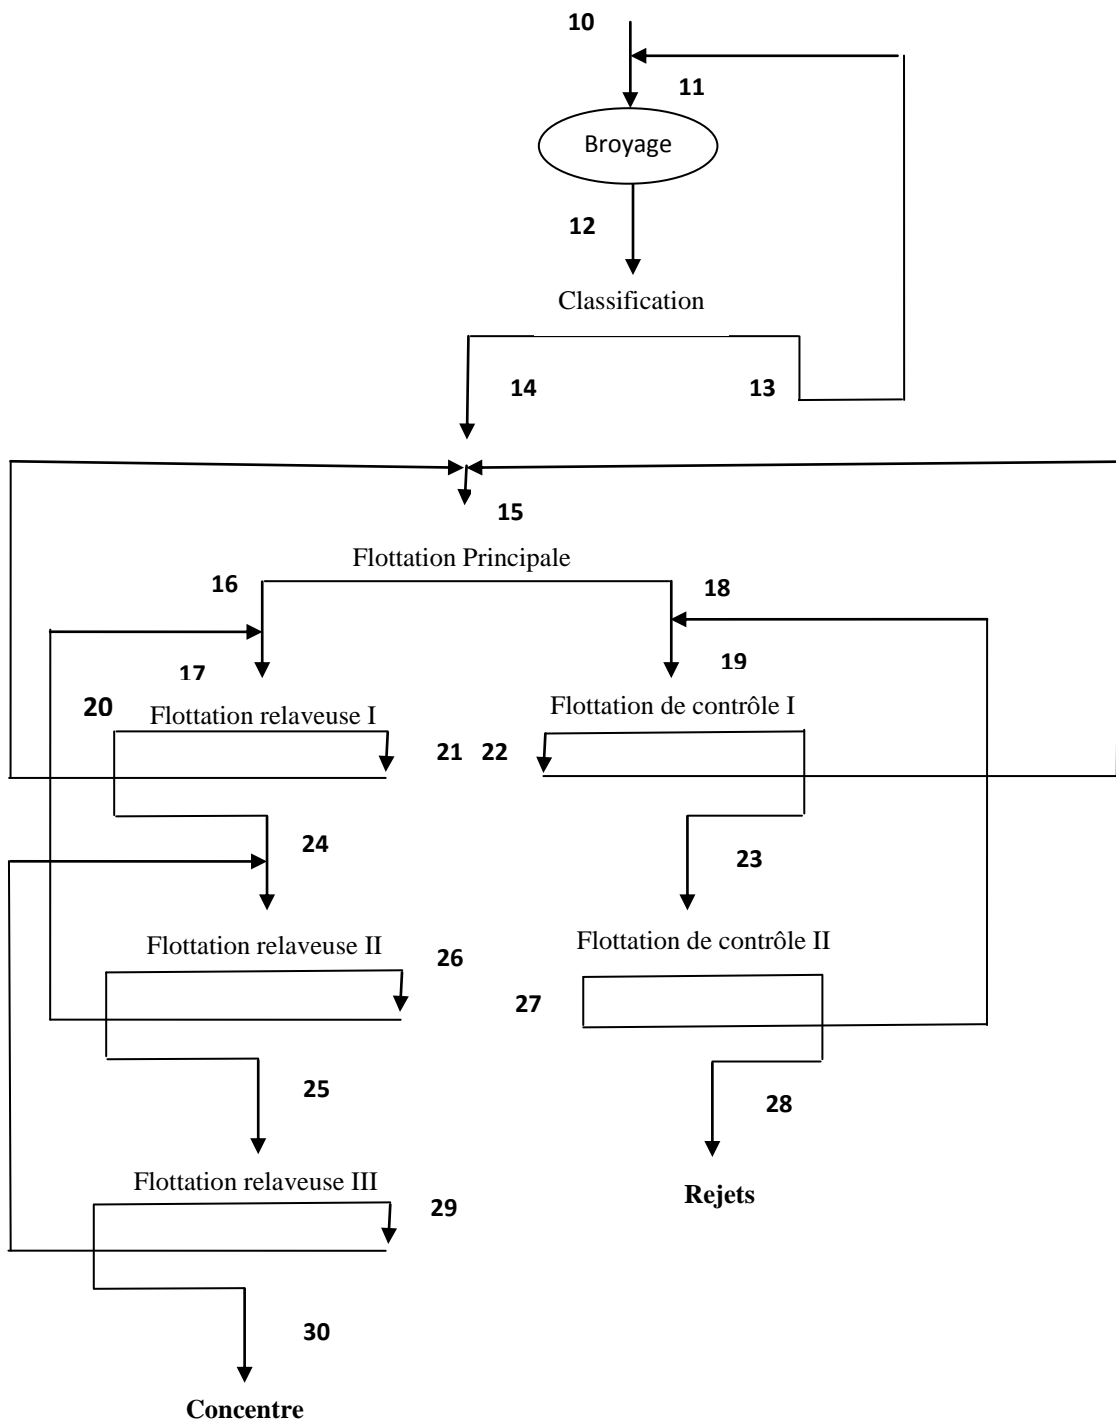 10
11
Broyage
12
Classification
14 13
15
Flottation Principale
16 18
17 19
20 Flottation relaveuse I Flottation de contrôle I
21 22
24 23
Flottation relaveuse II Flottation de contrôle II
26 27
25 28
Flottation relaveuse III Rejets
29
30
Concentre